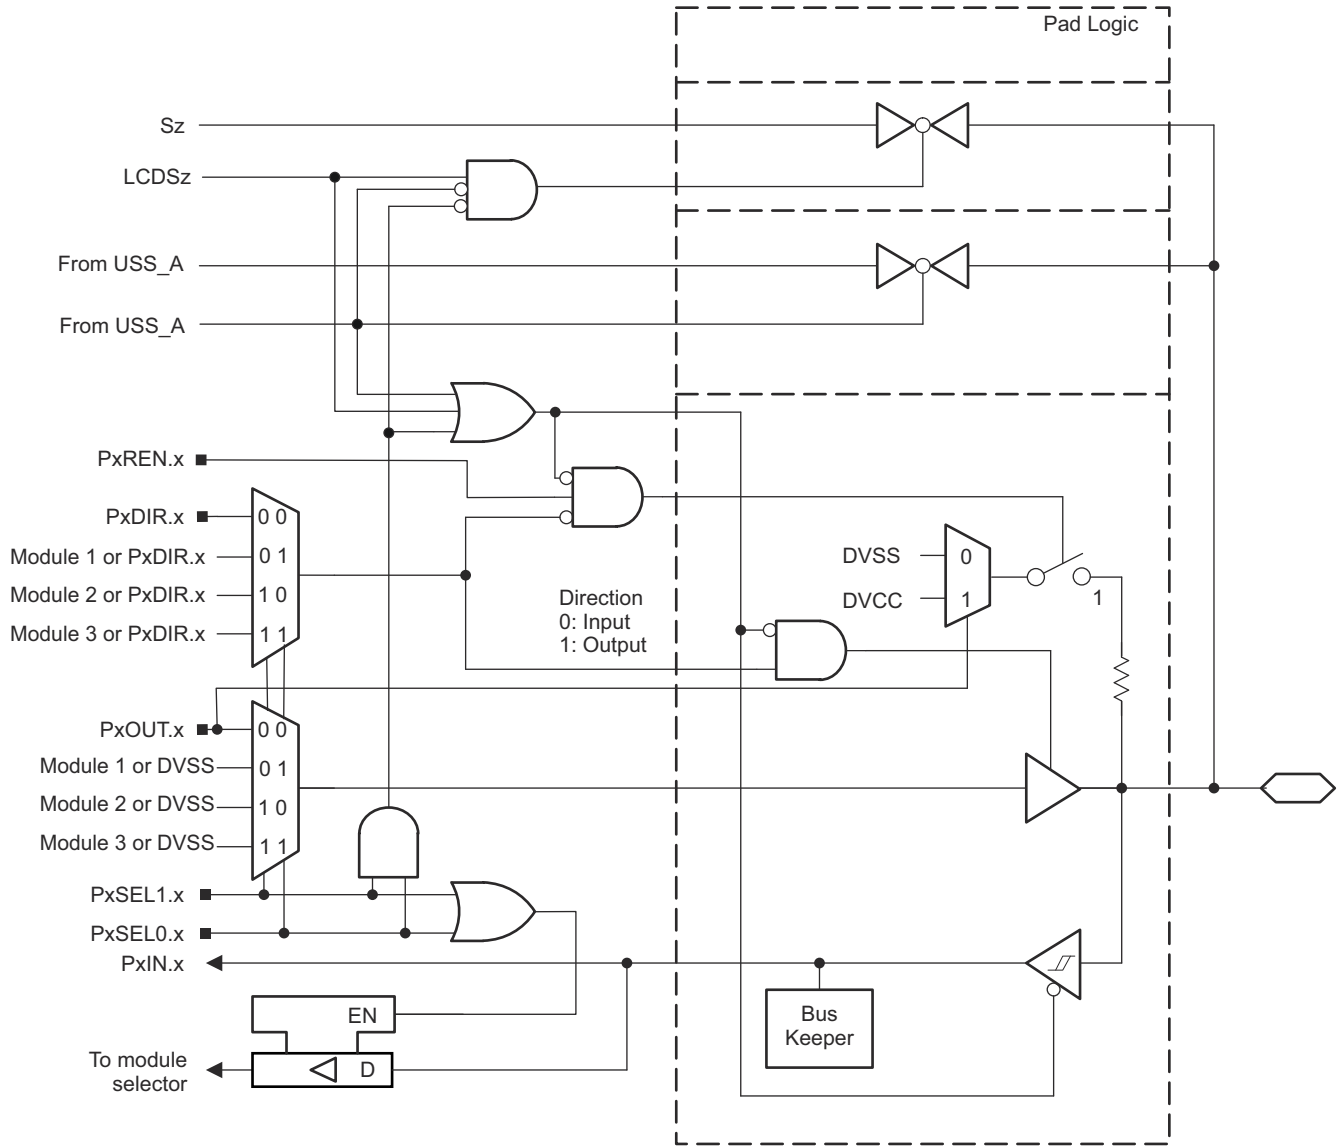 Pad Logic
Sz
LCDSz
From USS_A
From USS_A
PxREN.x
PxDIR.x
0 0
Module 1 or PxDIR.x
0 1
Module 2 or PxDIR.x
1 0
Module 3 or PxDIR.x
1 1
Direction
0: Input
1: Output
DVSS
0
DVCC
1
1
PxOUT.x
0 0
Module 1 or DVSS
0 1
Module 2 or DVSS
1 0
Module 3 or DVSS
1 1
PxSEL1.x
PxSEL0.x
PxIN.x
EN
Bus
Keeper
To module
selector
D